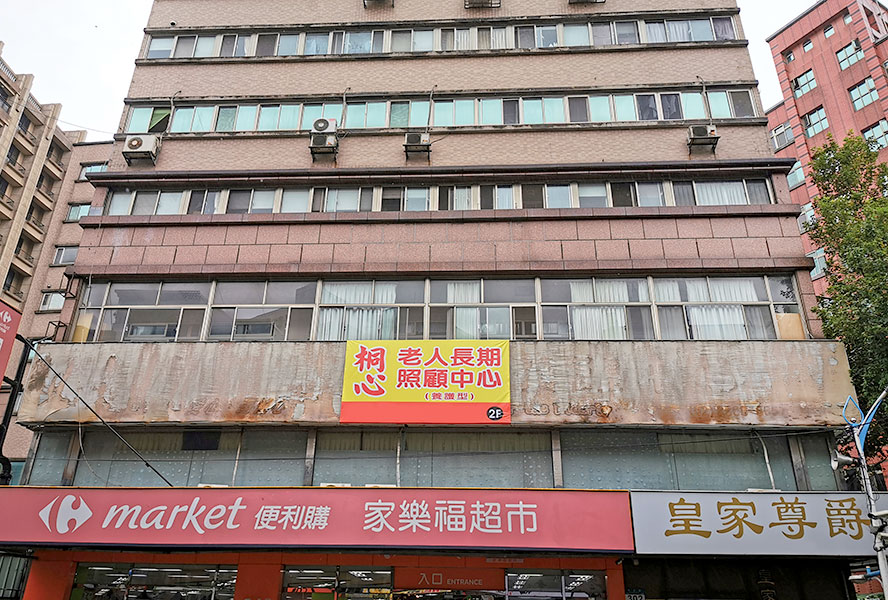 桐心
老人長期
照顧中心
(養護型)
2F
market 便利購 家樂福超市
皇家尊爵
入口 ENTRANCE